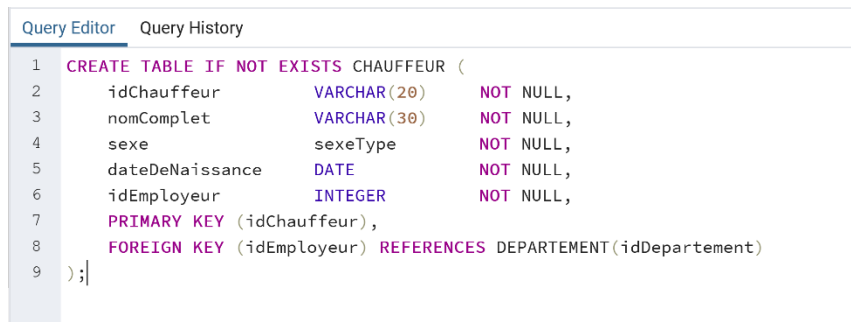 Query Editor Query History
1 CREATE TABLE IF NOT EXISTS CHAUFFEUR (
2 idChauffeur VARCHAR(20) NOT NULL,
3 nomComplet VARCHAR(30) NOT NULL,
4 sexe sexeType NOT NULL,
5 dateDeNaissance DATE NOT NULL,
6 idEmployeur INTEGER NOT NULL,
7 PRIMARY KEY (idChauffeur),
8 FOREIGN KEY (idEmployeur) REFERENCES DEPARTEMENT(idDepartement)
9 );